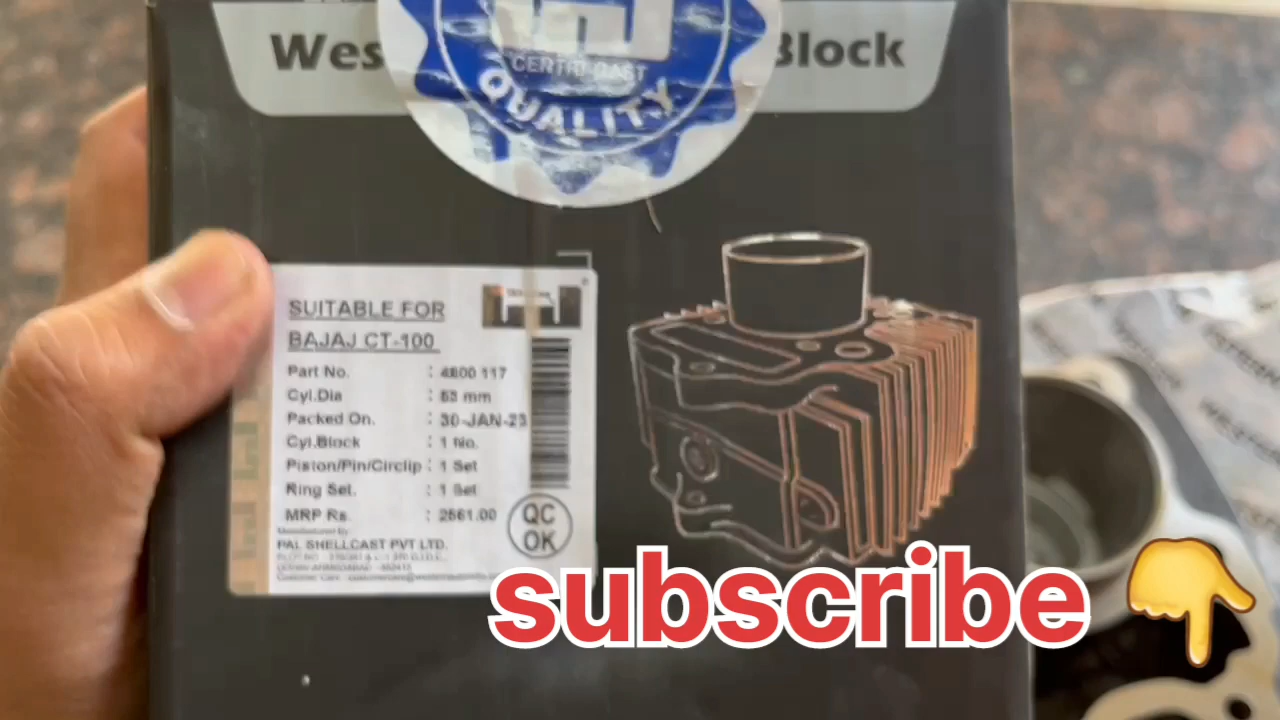 Wes Block
CERTIFICAST
QUALITY
SUITABLE FOR
BAJAJ CT-100
Part No. : 4800 117
Cyl.Dia : 53 mm
Packed On. : 30-JAN-23
Cyl.Block : 1 No.
Piston/Pin/Circlip : 1 Set
Ring Set. : 1 Set
MRP Rs. : 2561.00
QC
OK
Manufactured by
PAL SHELLCAST PVT LTD.
subscribe 👇